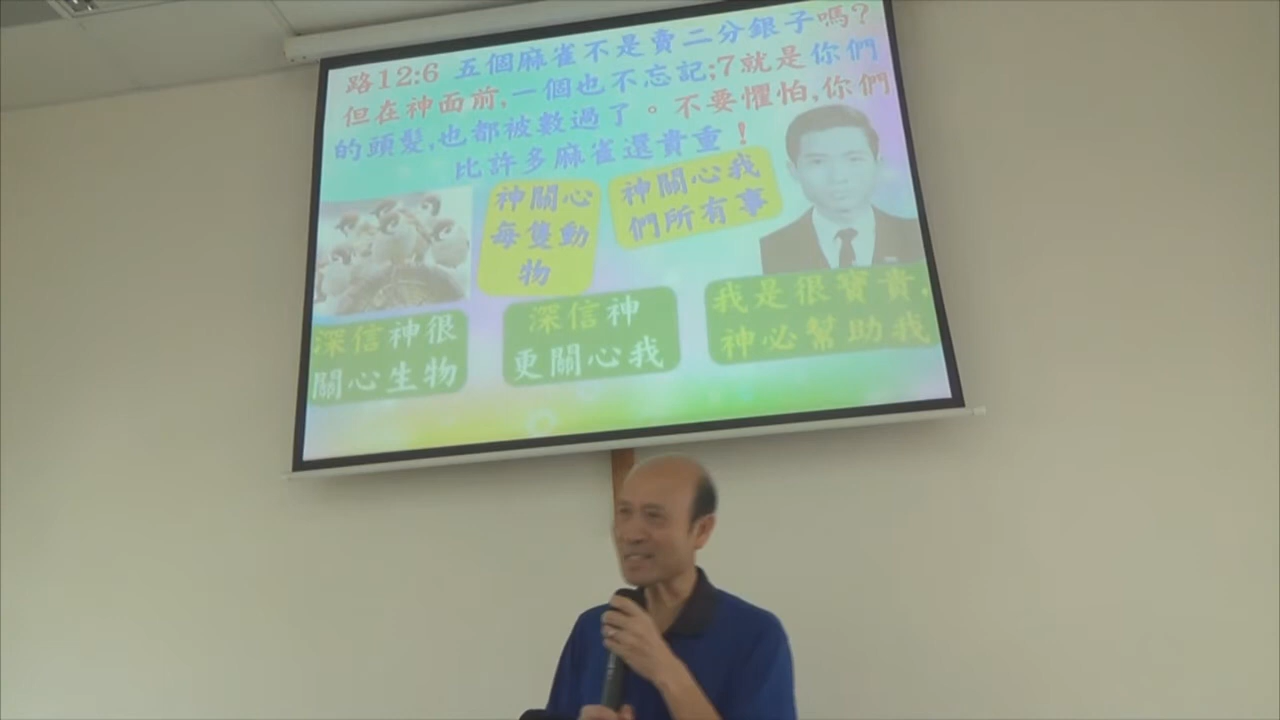 路12:6 五個麻雀不是賣二分銀子嗎?
但在神面前,一個也不忘記;7就是你們
的頭髮,也都被數過了。不要懼怕,你們
比許多麻雀還貴重!
神關心
每隻動
物
神關心我
們所有事
深信神很
關心生物
深信神
更關心我
我是很寶貴,
神必幫助我